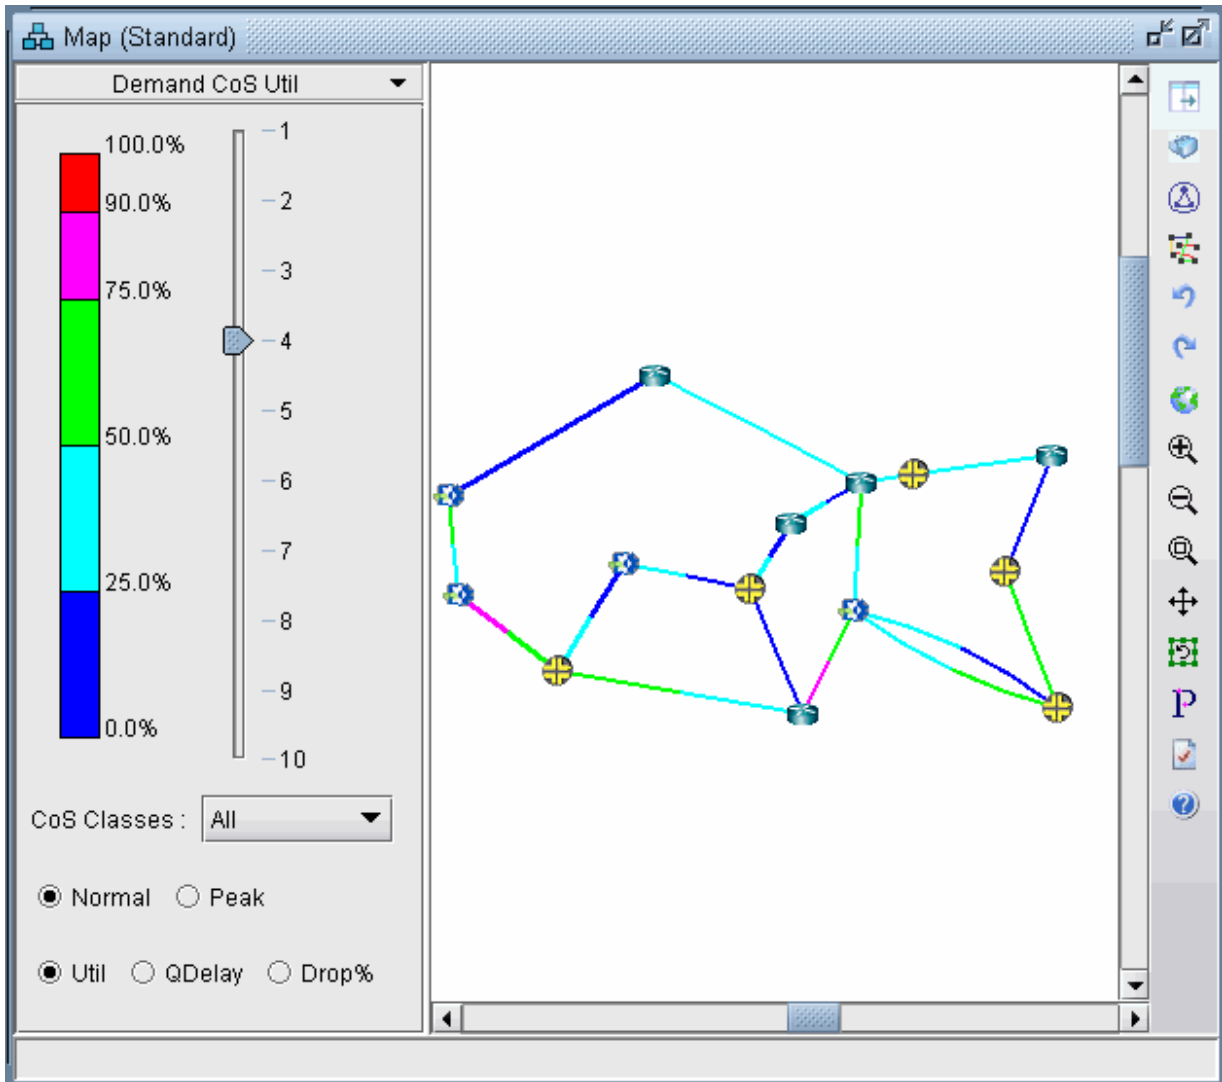 Map (Standard)
Demand CoS Util
100.0%
90.0%
75.0%
50.0%
25.0%
0.0%
1
2
3
4
5
6
7
8
9
10
CoS Classes : All
Normal Peak
Util QDelay Drop%
P
?